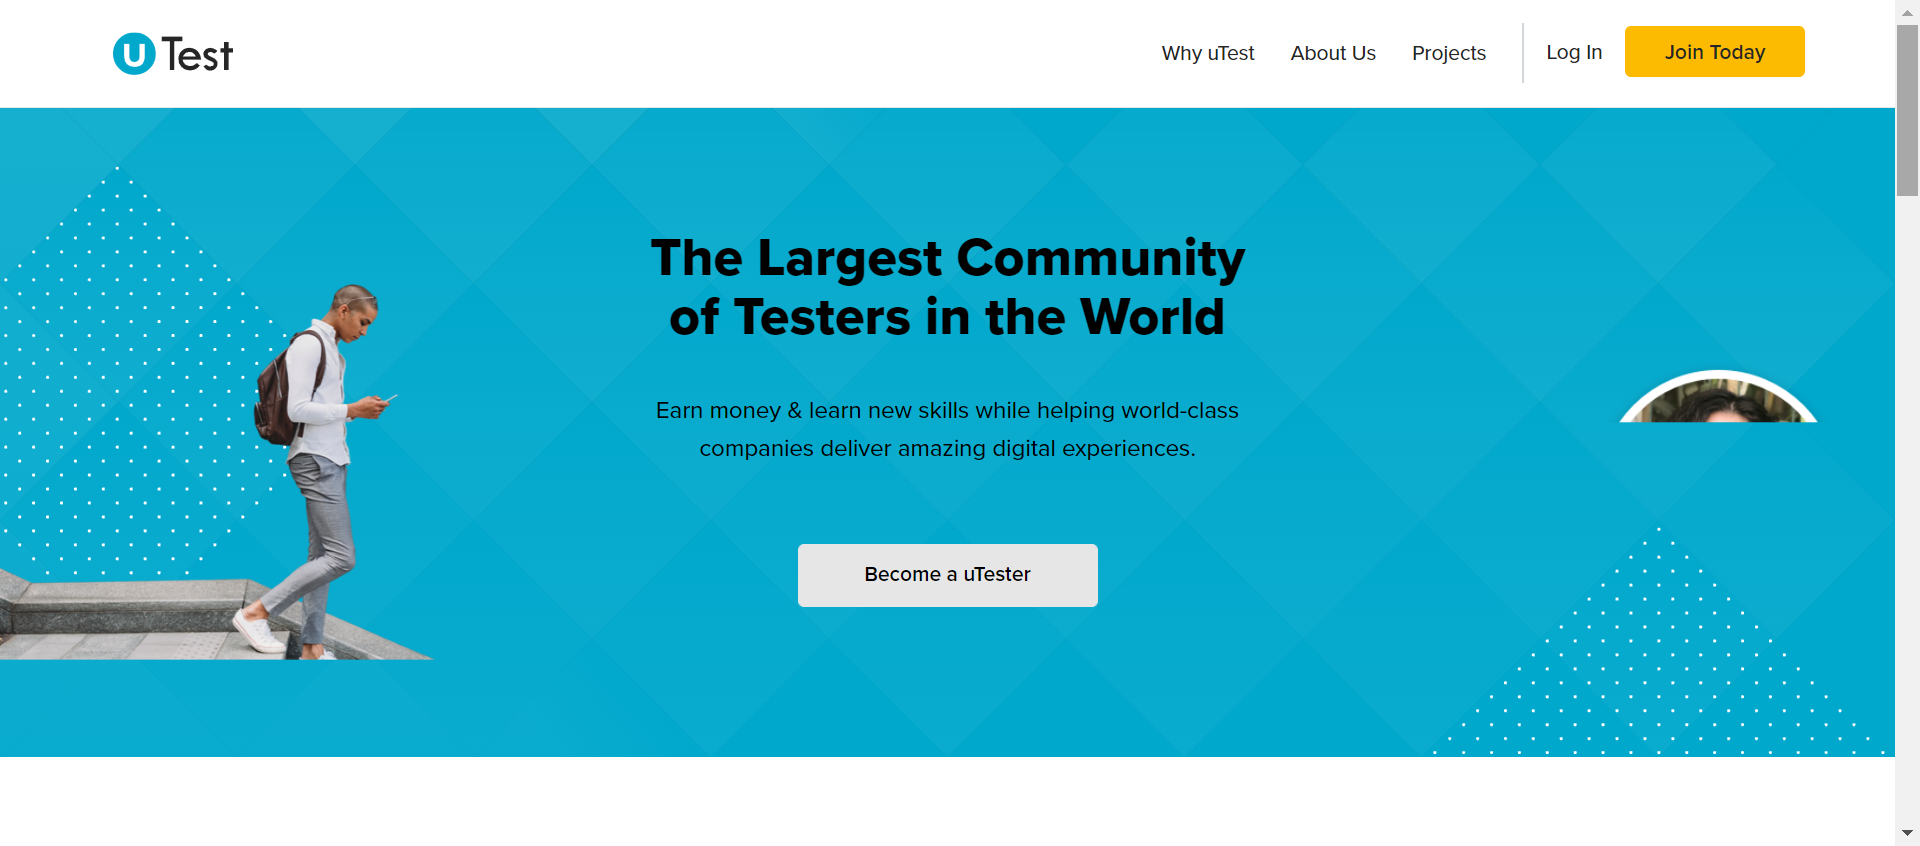 U Test
Why uTest
About Us
Projects
Log In
Join Today
The Largest Community
of Testers in the World
Earn money & learn new skills while helping world-class
companies deliver amazing digital experiences.
Become a uTester